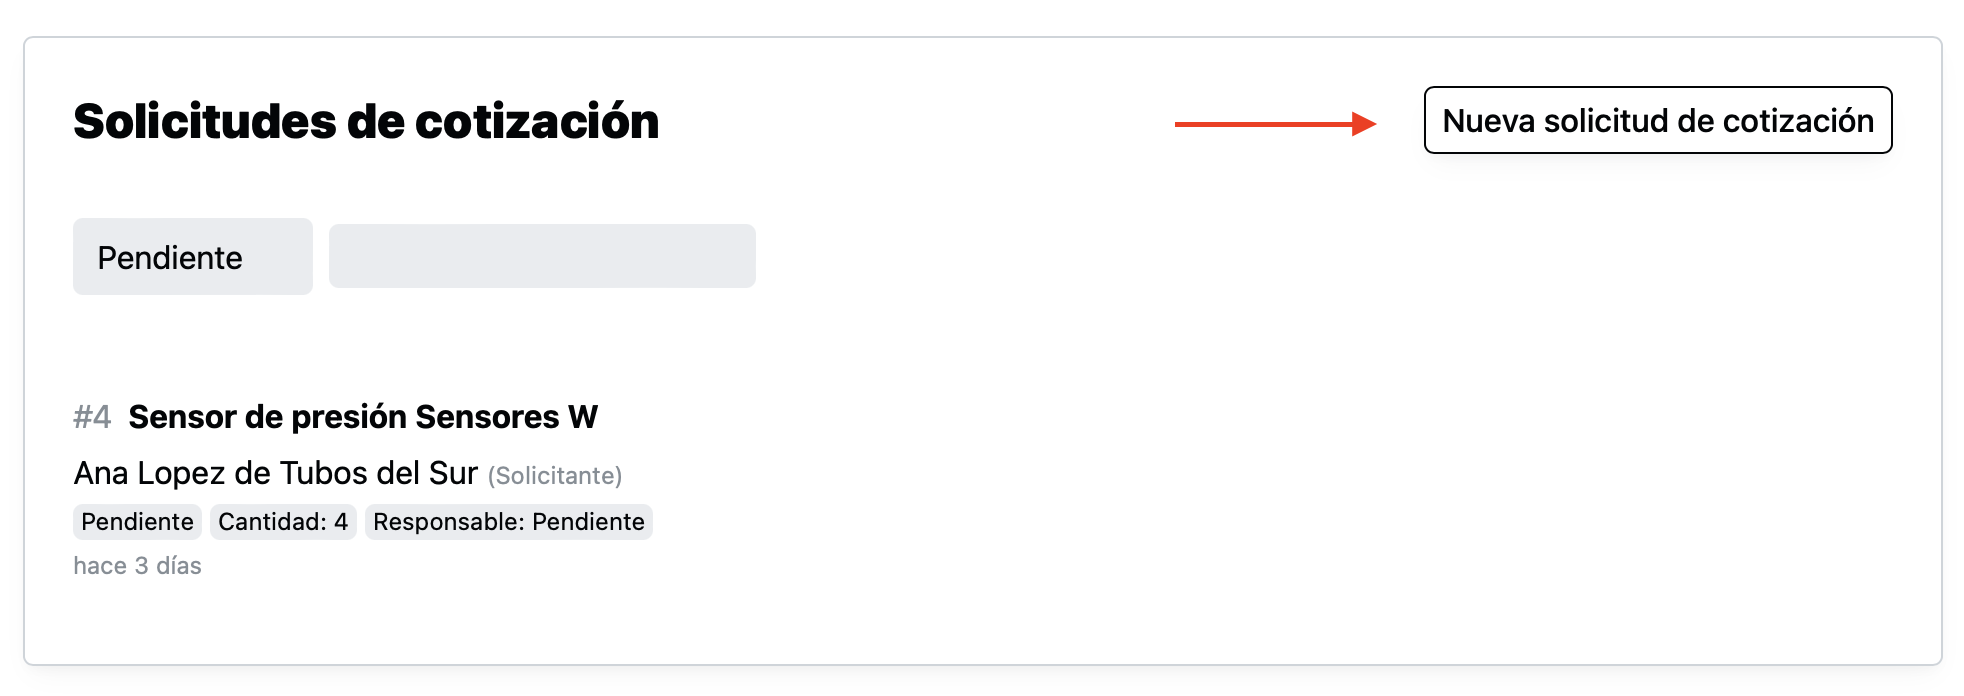 Solicitudes de cotización
Nueva solicitud de cotización
Pendiente
#4 Sensor de presión Sensores W
Ana Lopez de Tubos del Sur (Solicitante)
Pendiente Cantidad: 4 Responsable: Pendiente
hace 3 días